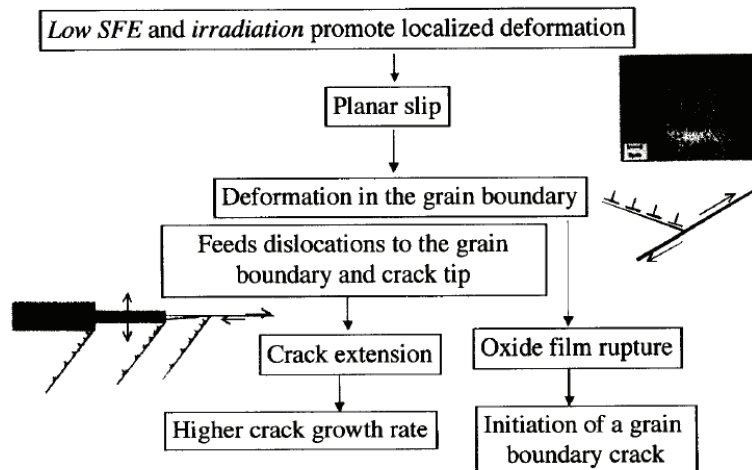 Low SFE and irradiation promote localized deformation
Planar slip
Deformation in the grain boundary
Feeds dislocations to the grain
boundary and crack tip
Crack extension
Oxide film rupture
Higher crack growth rate
Initiation of a grain
boundary crack